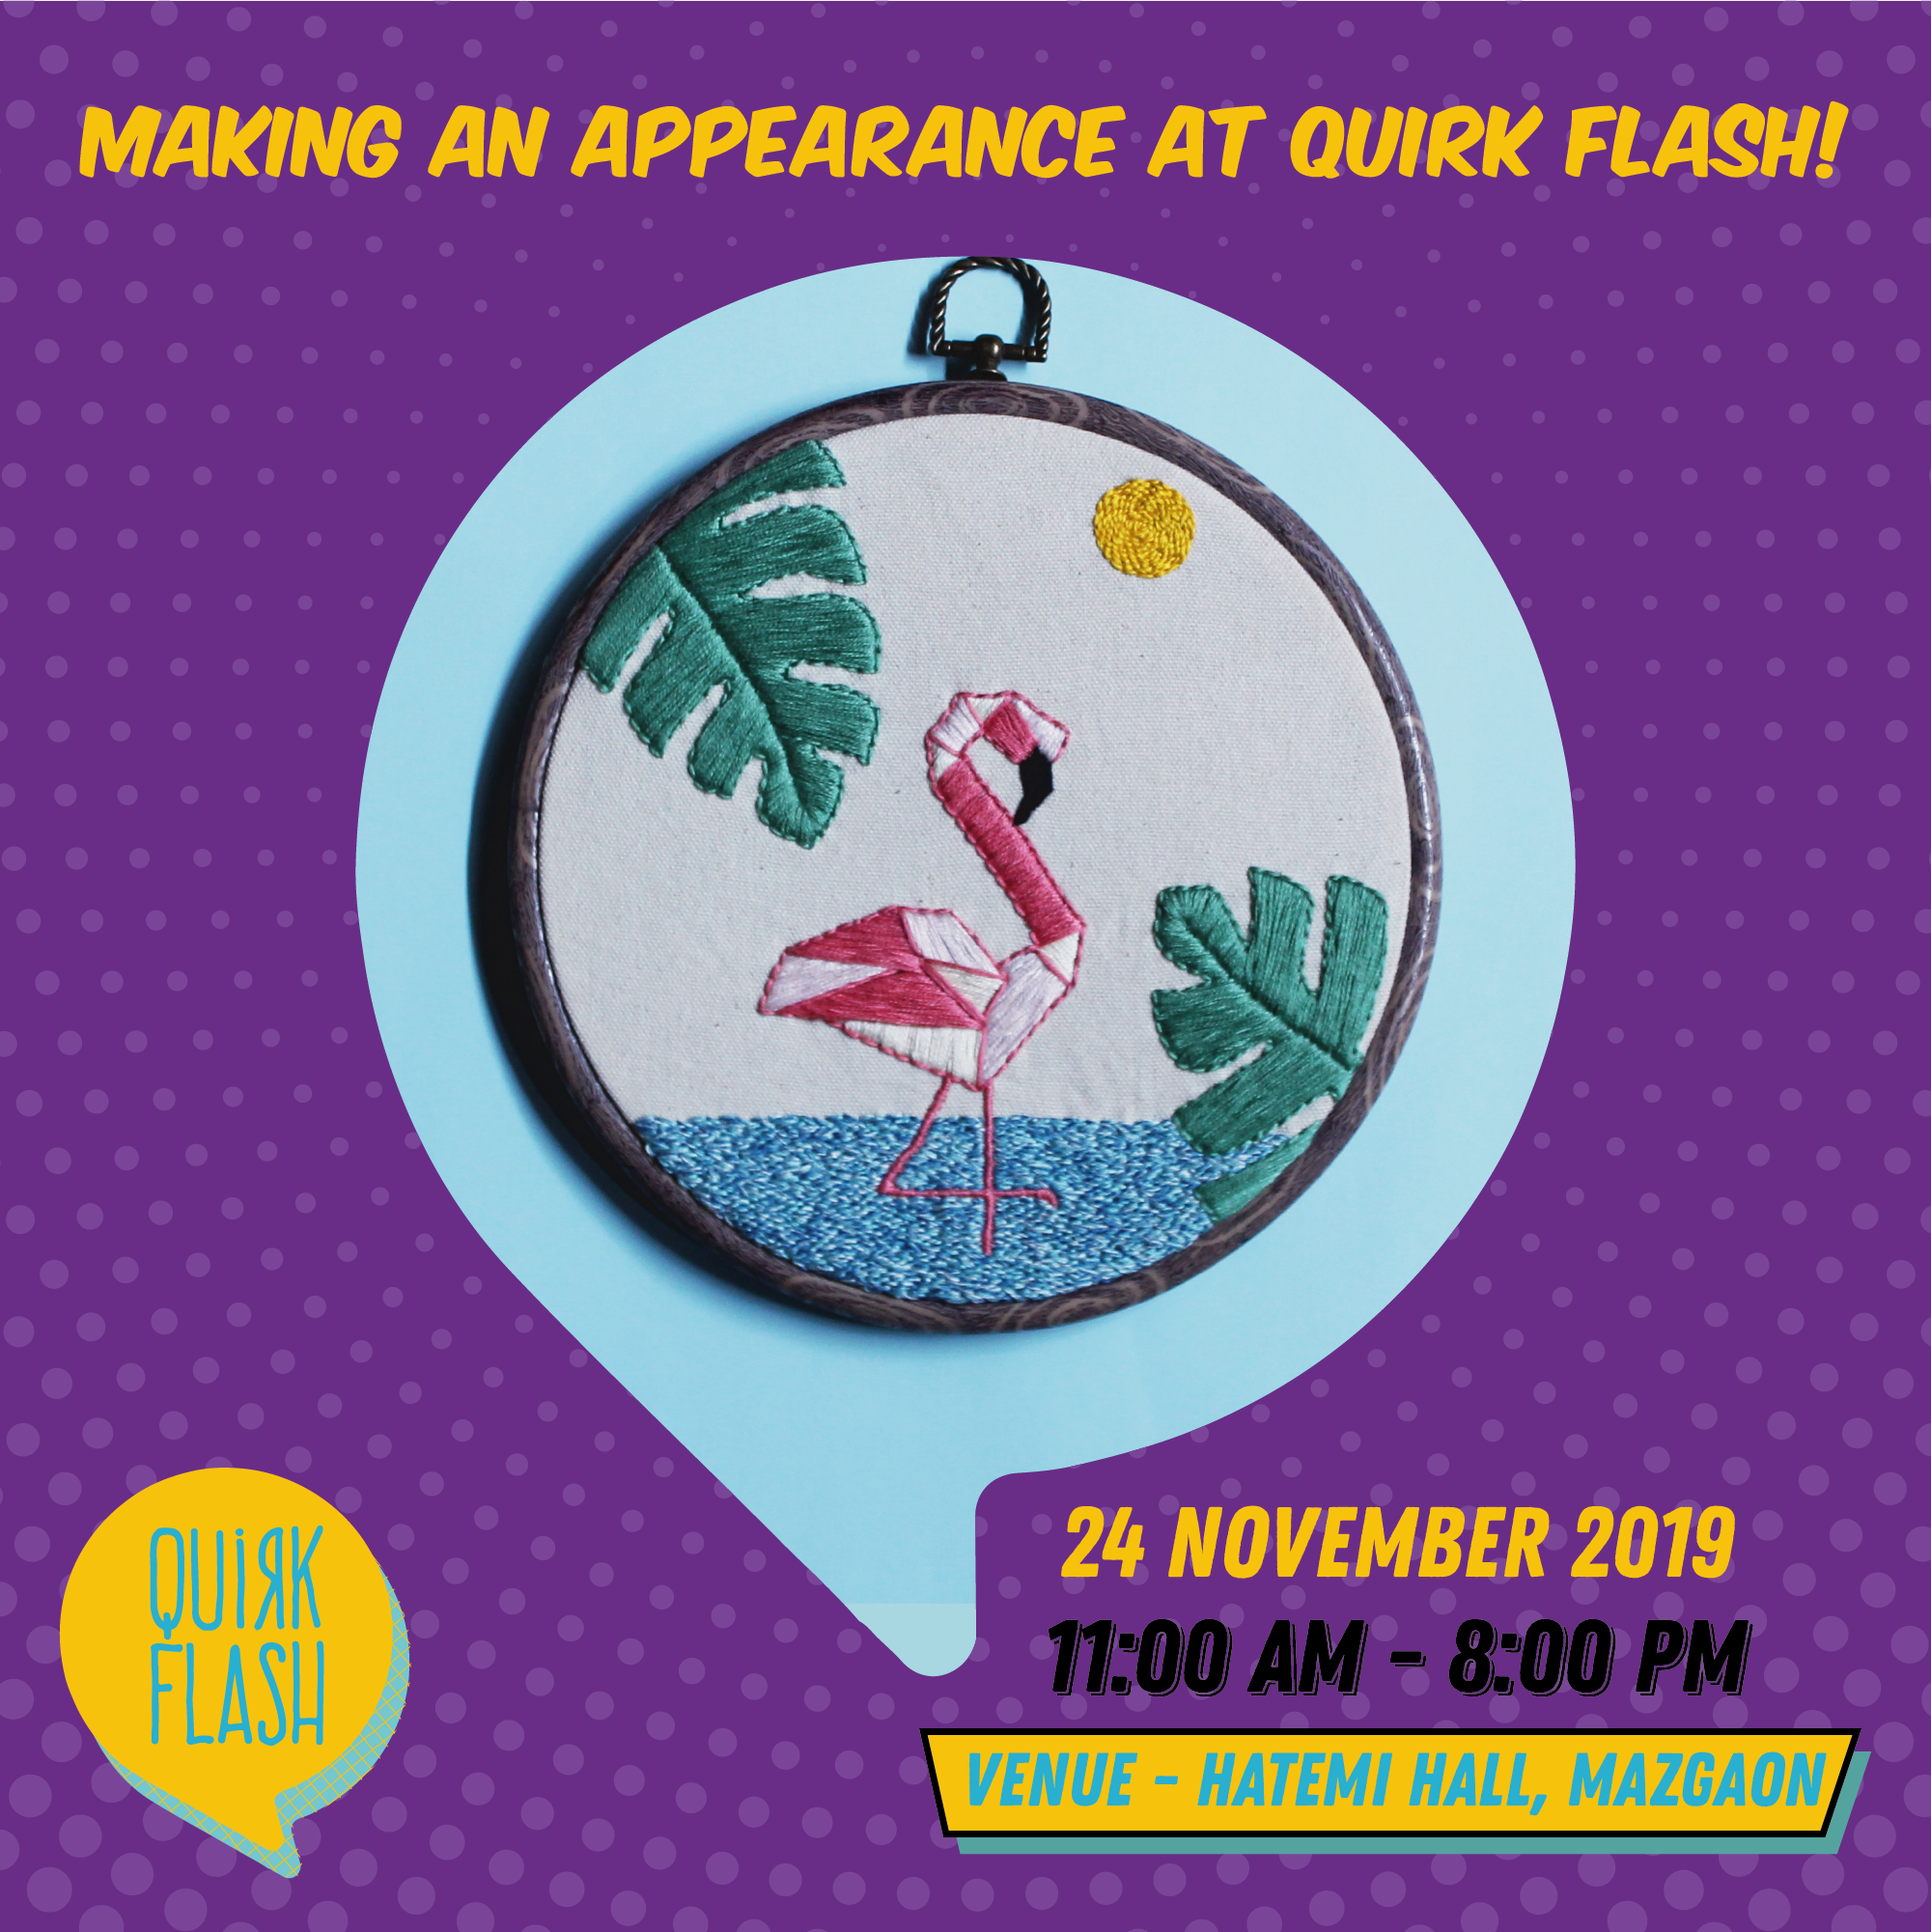 MAKING AN APPEARANCE AT QUIRK FLASH!
QUIRK
FLASH
24 NOVEMBER 2019
11:00 AM - 8:00 PM
VENUE - HATEMI HALL, MAZGAON